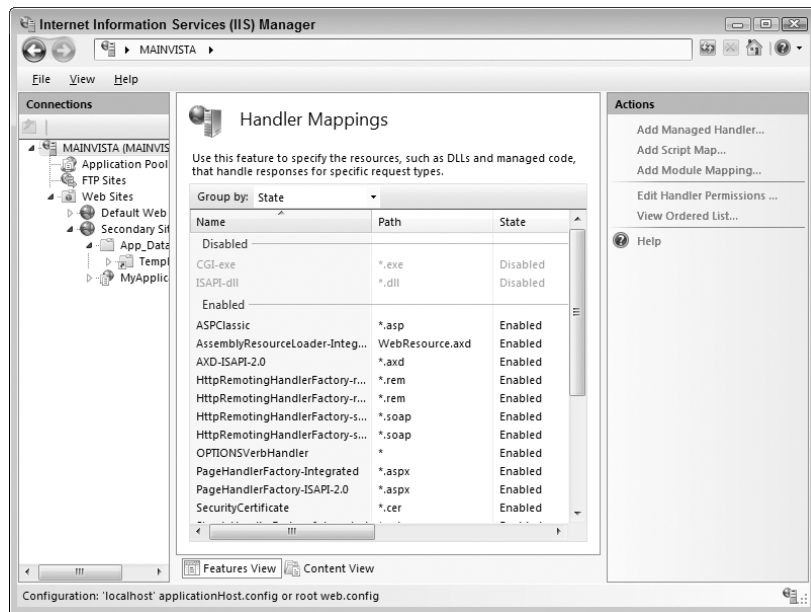 Internet Information Services (IIS) Manager
MAINVISTA
File View Help
Connections
MAINVISTA (MAINVIS
Application Pool
FTP Sites
Web Sites
Default Web
Secondary Sit
App_Data
Templ
MyApplic
Handler Mappings
Use this feature to specify the resources, such as DLLs and managed code,
that handle responses for specific request types.
Group by: State
Name Path State
Disabled
CGI-exe *.exe Disabled
ISAPI-dll *.dll Disabled
Enabled
ASPClassic *.asp Enabled
AssemblyResourceLoader-Integ... WebResource.axd Enabled
AXD-ISAPI-2.0 *.axd Enabled
HttpRemotingHandlerFactory-r... *.rem Enabled
HttpRemotingHandlerFactory-r... *.rem Enabled
HttpRemotingHandlerFactory-s... *.soap Enabled
HttpRemotingHandlerFactory-s... *.soap Enabled
OPTIONSVerbHandler * Enabled
PageHandlerFactory-Integrated *.aspx Enabled
PageHandlerFactory-ISAPI-2.0 *.aspx Enabled
SecurityCertificate *.cer Enabled
Features View Content View
Actions
Add Managed Handler...
Add Script Map...
Add Module Mapping...
Edit Handler Permissions ...
View Ordered List...
Help
Configuration: 'localhost' applicationHost.config or root web.config